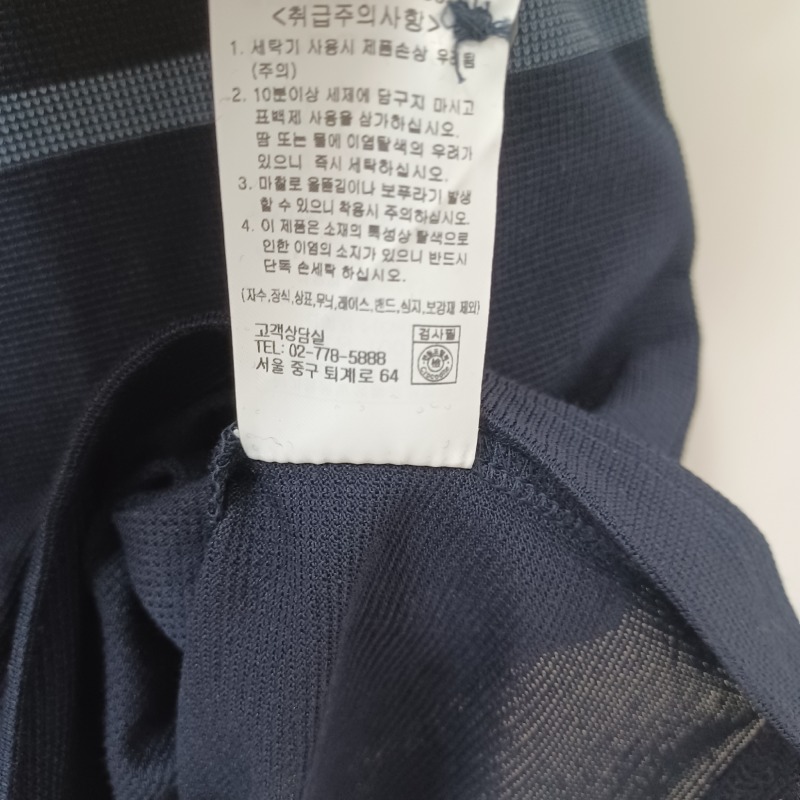 <취급주의사항>
1. 세탁기 사용시 제품손상 우려됨
(주의)
2. 10분이상 세제에 담구지 마시고
표백제 사용을 삼가하십시오.
땀 또는 물에 이염탈색의 우려가
있으니 즉시 세탁하십시오.
3. 마찰로 올뜯김이나 보푸라기 발생
할 수 있으니 착용시 주의하십시오.
4. 이 제품은 소재의 특성상 탈색으로
인한 이염의 소지가 있으니 반드시
단독 손세탁 하십시오.
(자수,장식,상표,무늬,레이스,밴드,심지,보강재 제외)
고객상담실
TEL: 02-778-5888
서울 중구 퇴계로 64
검사필